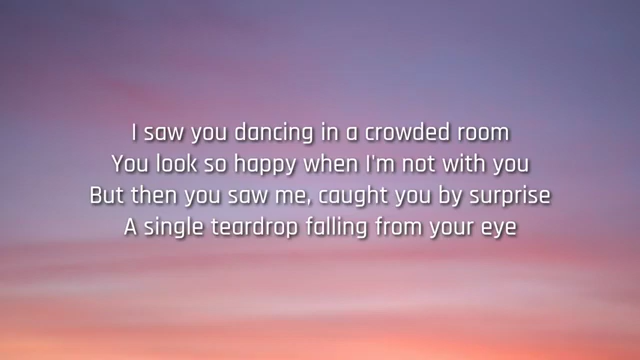 I saw you dancing in a crowded room
You look so happy when I'm not with you
But then you saw me, caught you by surprise
A single teardrop falling from your eye